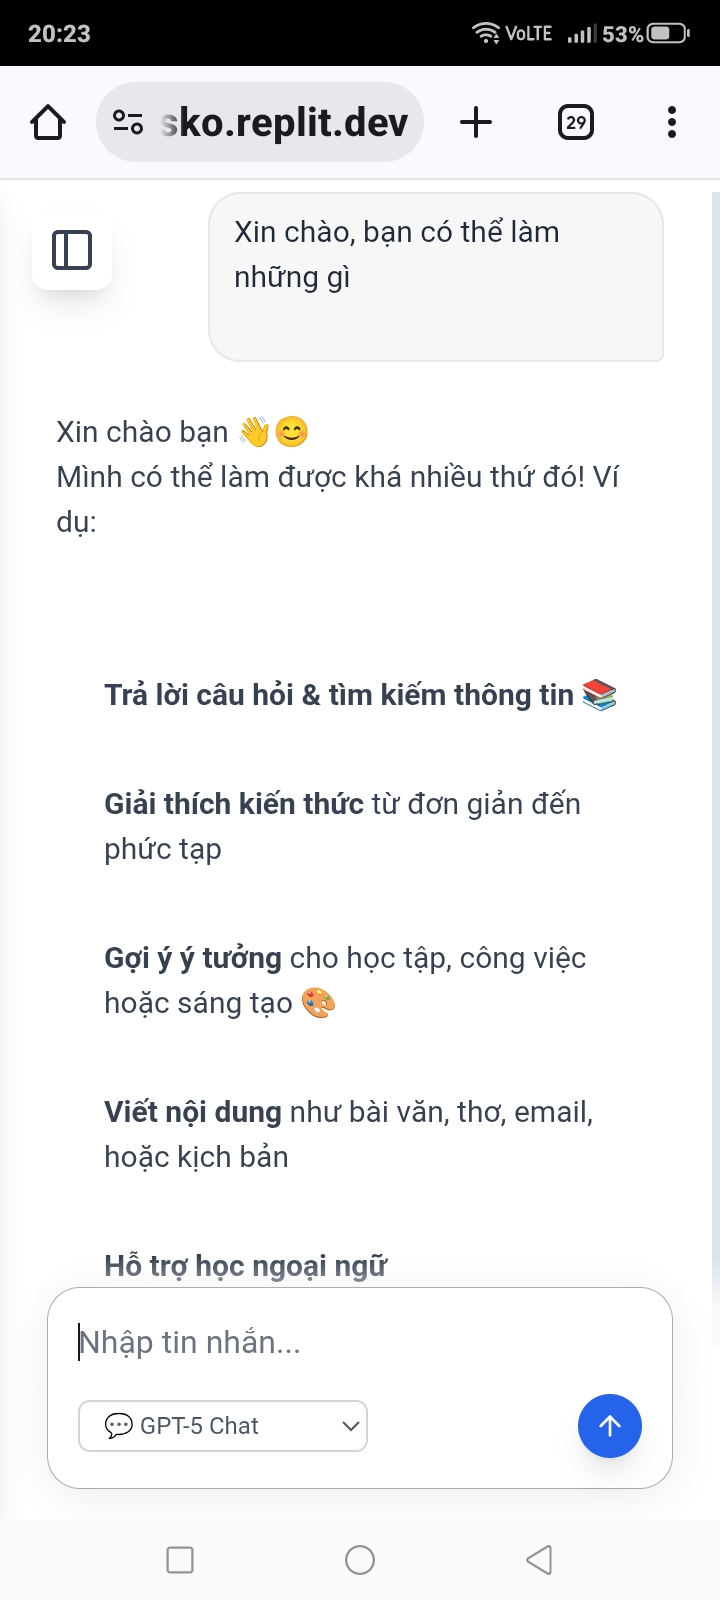 20:23 VoLTE 53%
sko.replit.dev 29
Xin chào, bạn có thể làm
những gì
Xin chào bạn 👋😊
Mình có thể làm được khá nhiều thứ đó! Ví
dụ:
Trả lời câu hỏi & tìm kiếm thông tin 📚
Giải thích kiến thức từ đơn giản đến
phức tạp
Gợi ý ý tưởng cho học tập, công việc
hoặc sáng tạo 🎨
Viết nội dung như bài văn, thơ, email,
hoặc kịch bản
Hỗ trợ học ngoại ngữ
Nhập tin nhắn...
💬 GPT-5 Chat